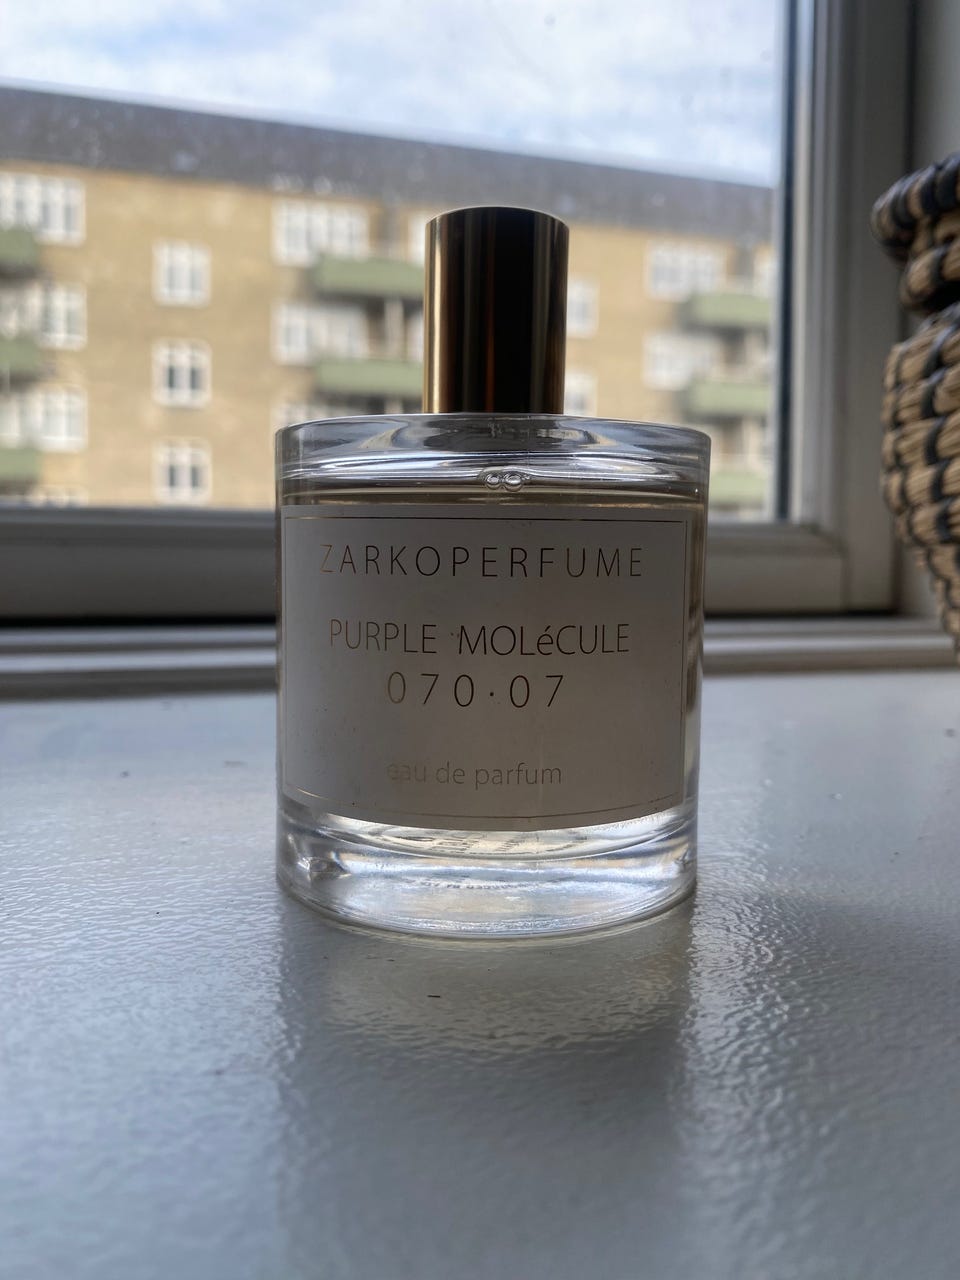 ZARKOPERFUME
PURPLE MOLéCULE
070·07
eau de parfum